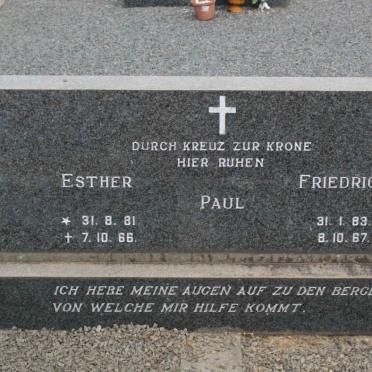 DURCH KREUZ ZUR KRONE
HIER RUHEN
ESTHER FRIEDRIC
PAUL
* 31. 8. 81 31. 1. 83.
† 7. 10. 66. 8. 10. 67.
ICH HEBE MEINE AUGEN AUF ZU DEN BERGE
VON WELCHE MIR HILFE KOMMT.